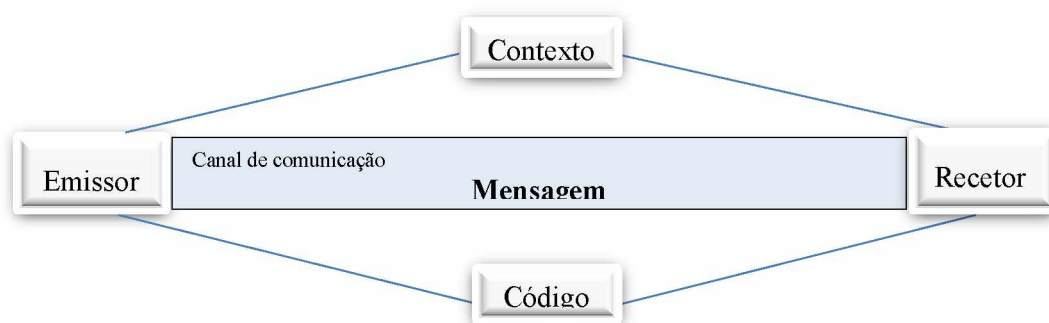 Contexto
Canal de comunicação
Emissor
Mensagem
Recetor
Código